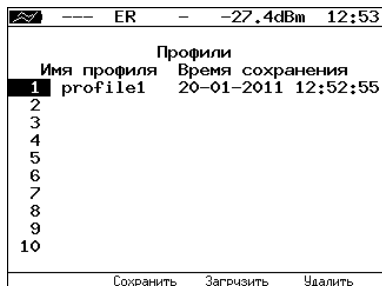 --- ER - -27.4dBm 12:53
Профили
Имя профиля Время сохранения
1 profile1 20-01-2011 12:52:55
2
3
4
5
6
7
8
9
10
Сохранить Загрузить Удалить